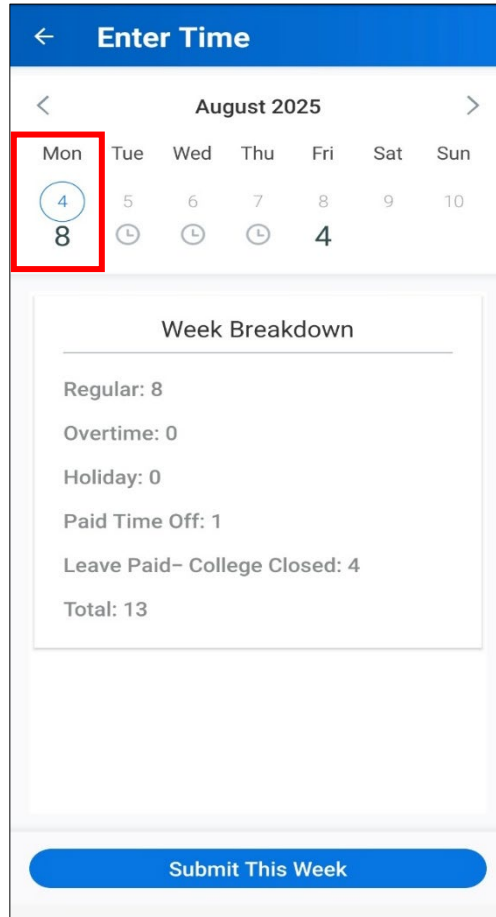 Enter Time
August 2025
Mon Tue Wed Thu Fri Sat Sun
4 5 6 7 8 9 10
8 4
Week Breakdown
Regular: 8
Overtime: 0
Holiday: 0
Paid Time Off: 1
Leave Paid– College Closed: 4
Total: 13
Submit This Week